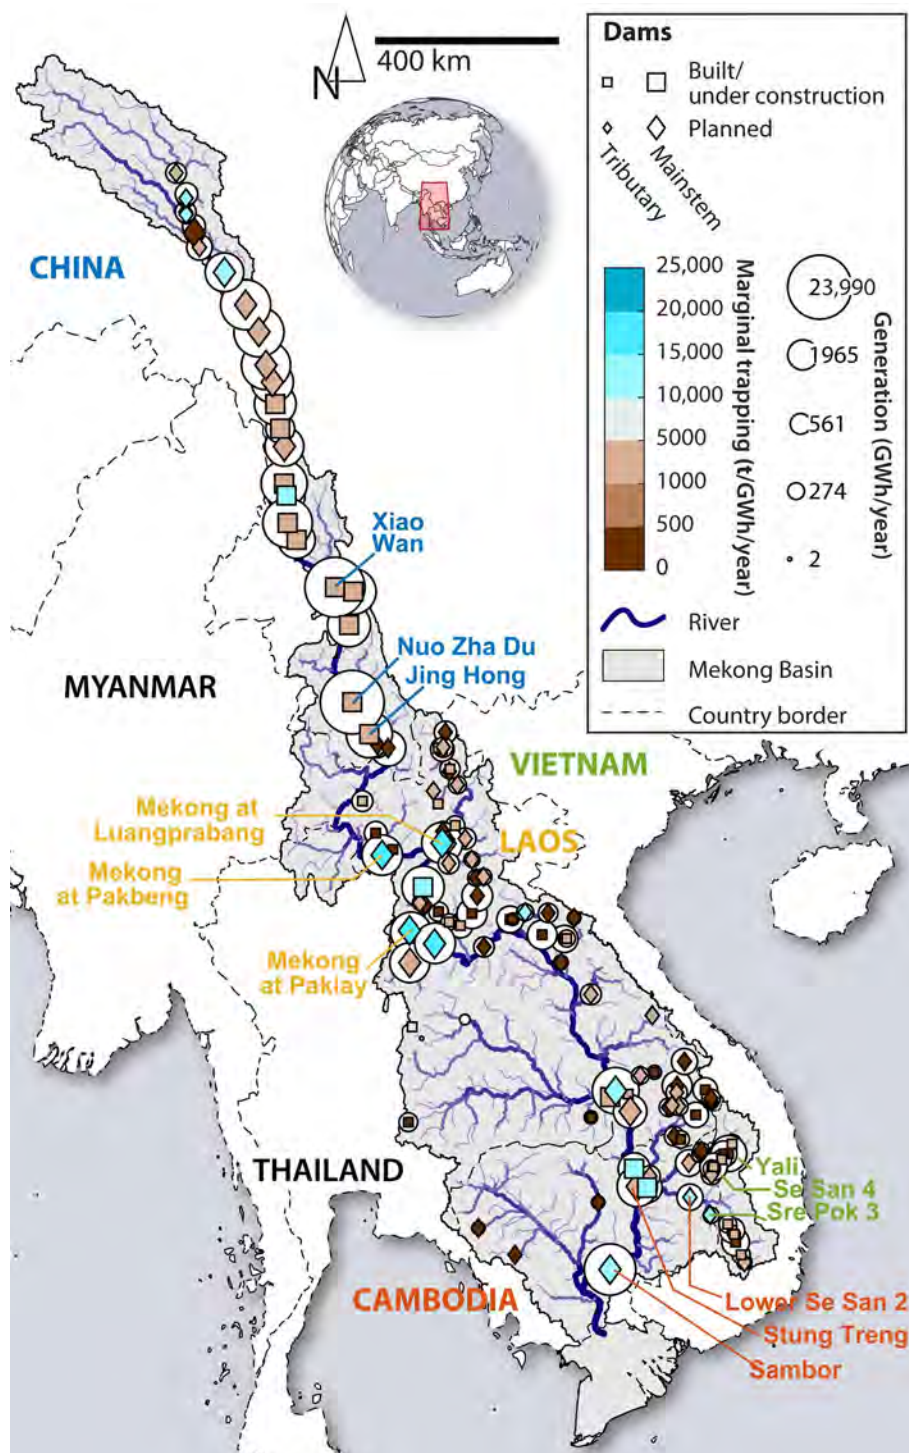 N
400 km
Dams
Built/
under construction
Planned
Tributary
Mainstem
25,000
20,000
15,000
10,000
5000
1000
500
0
Marginal trapping (t/GWh/year)
23,990
1965
561
274
2
Generation (GWh/year)
River
Mekong Basin
Country border
CHINA
Xiao
Wan
Nuo Zha Du
Jing Hong
MYANMAR
VIETNAM
Mekong at
Luangprabang
LAOS
Mekong
at Pakbeng
Mekong
at Paklay
THAILAND
Yali
Se San 4
Sre Pok 3
CAMBODIA
Lower Se San 2
Stung Treng
Sambor